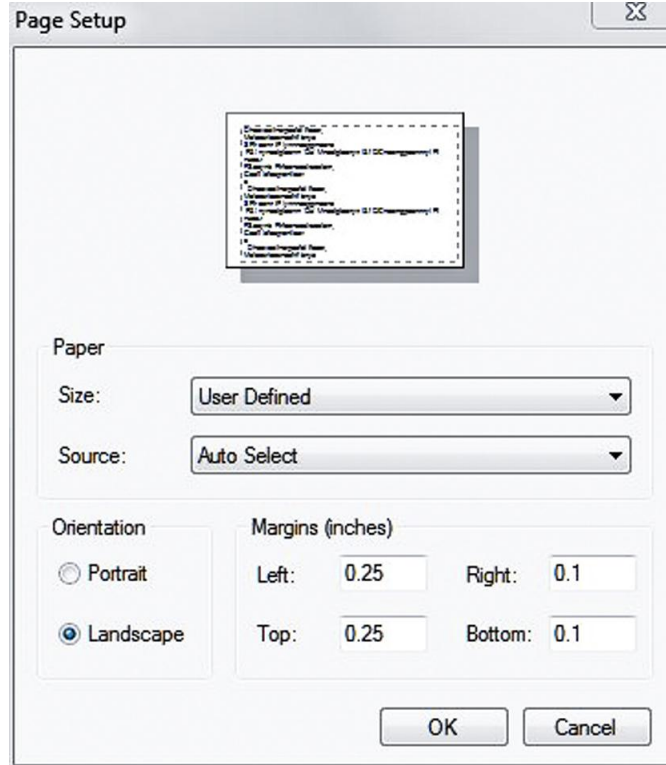 Page Setup
Paper
Size: User Defined
Source: Auto Select
Orientation
Portrait
Landscape
Margins (inches)
Left: 0.25 Right: 0.1
Top: 0.25 Bottom: 0.1
OK Cancel